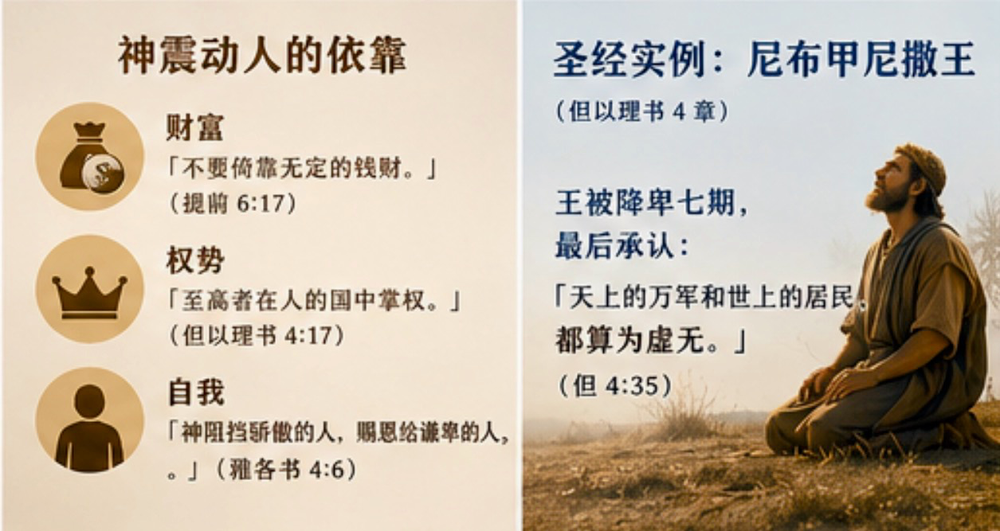 神震动人的依靠
财富
「不要倚靠无定的钱财。」
（提前 6:17）
权势
「至高者在人的国中掌权。」
（但以理书 4:17）
自我
「神阻挡骄傲的人，赐恩给谦卑的人，
。」（雅各书 4:6）
圣经实例：尼布甲尼撒王
（但以理书 4 章）
王被降卑七期，
最后承认：
「天上的万军和世上的居民，
都算为虚无。」
（但 4:35）